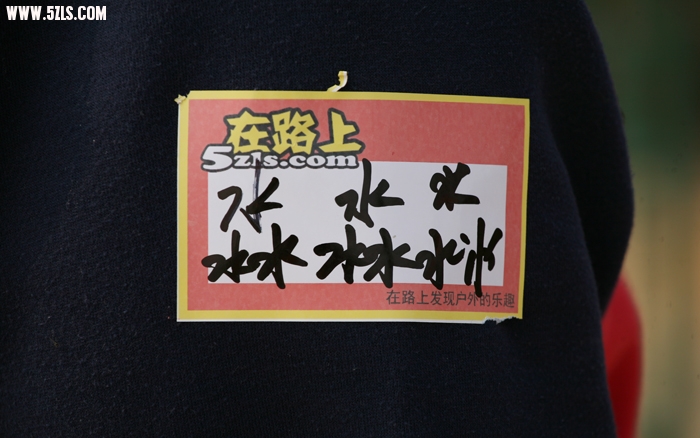 WWW.5ZLS.COM
在路上
5zls.com
水 水 水
水水 水水 水冰
在路上发现户外的乐趣